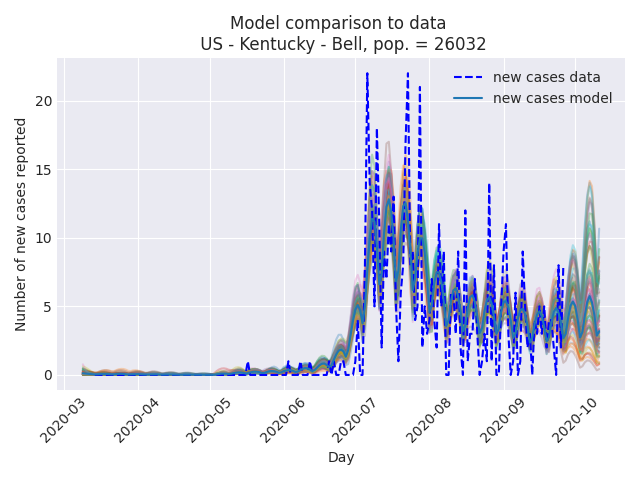 Model comparison to data
US - Kentucky - Bell, pop. = 26032
new cases data
new cases model
Number of new cases reported
20
15
10
5
0
2020-03
2020-04
2020-05
2020-06
2020-07
2020-08
2020-09
2020-10
Day